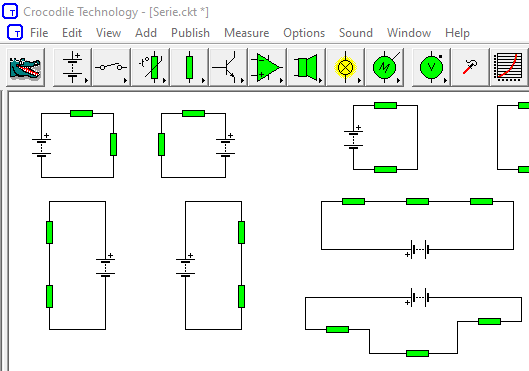 Crocodile Technology - [Serie.ckt *]
File Edit View Add Publish Measure Options Sound Window Help
M V